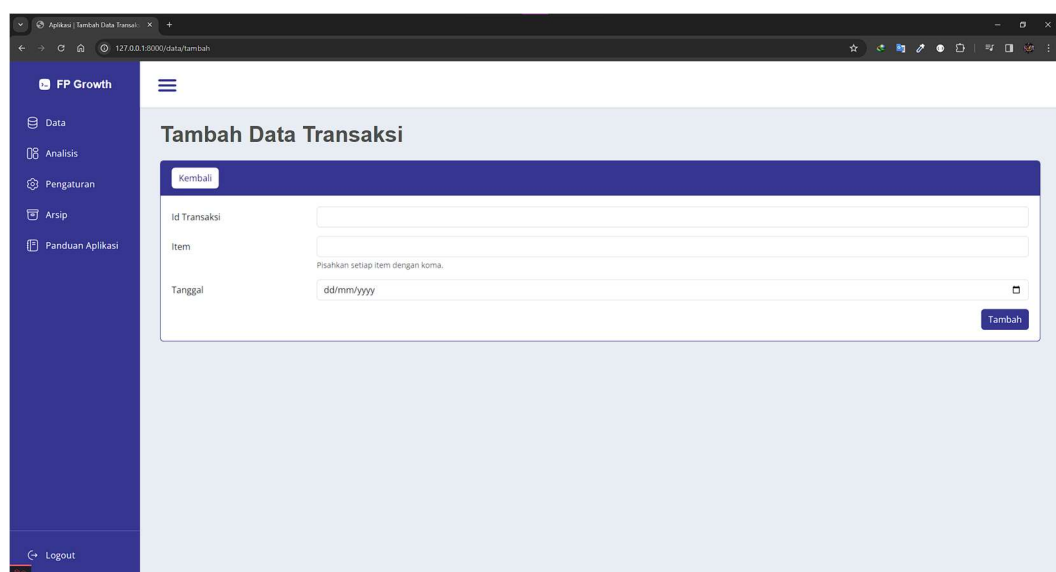 Aplikasi | Tambah Data Transak
127.0.0.1:8000/data/tambah
FP Growth
Data
Analisis
Pengaturan
Arsip
Panduan Aplikasi
Logout
Tambah Data Transaksi
Kembali
Id Transaksi
Item
Pisahkan setiap item dengan koma.
Tanggal
dd/mm/yyyy
Tambah